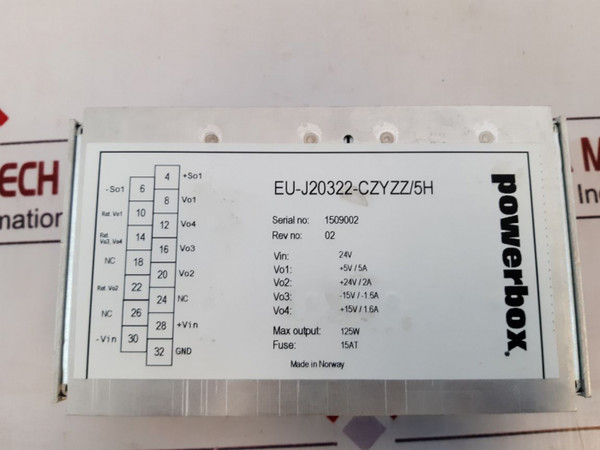 4 +So1
-So1 6
8 Vo1
Ret. Vo1 10
12 Vo4
Ret. Vo3, Vo4 14
16 Vo3
NC 18
20 Vo2
Ret. Vo2 22
24 NC
NC 26
28 +Vin
-Vin 30
32 GND
EU-J20322-CZYZZ/5H
Serial no: 1509002
Rev no: 02
Vin: 24V
Vo1: +5V / 5A
Vo2: +24V / 2A
Vo3: -15V / -1.5A
Vo4: +15V / 1.6A
Max output: 125W
Fuse: 15AT
Made in Norway
powerbox
TECH
omation
A M
Indu